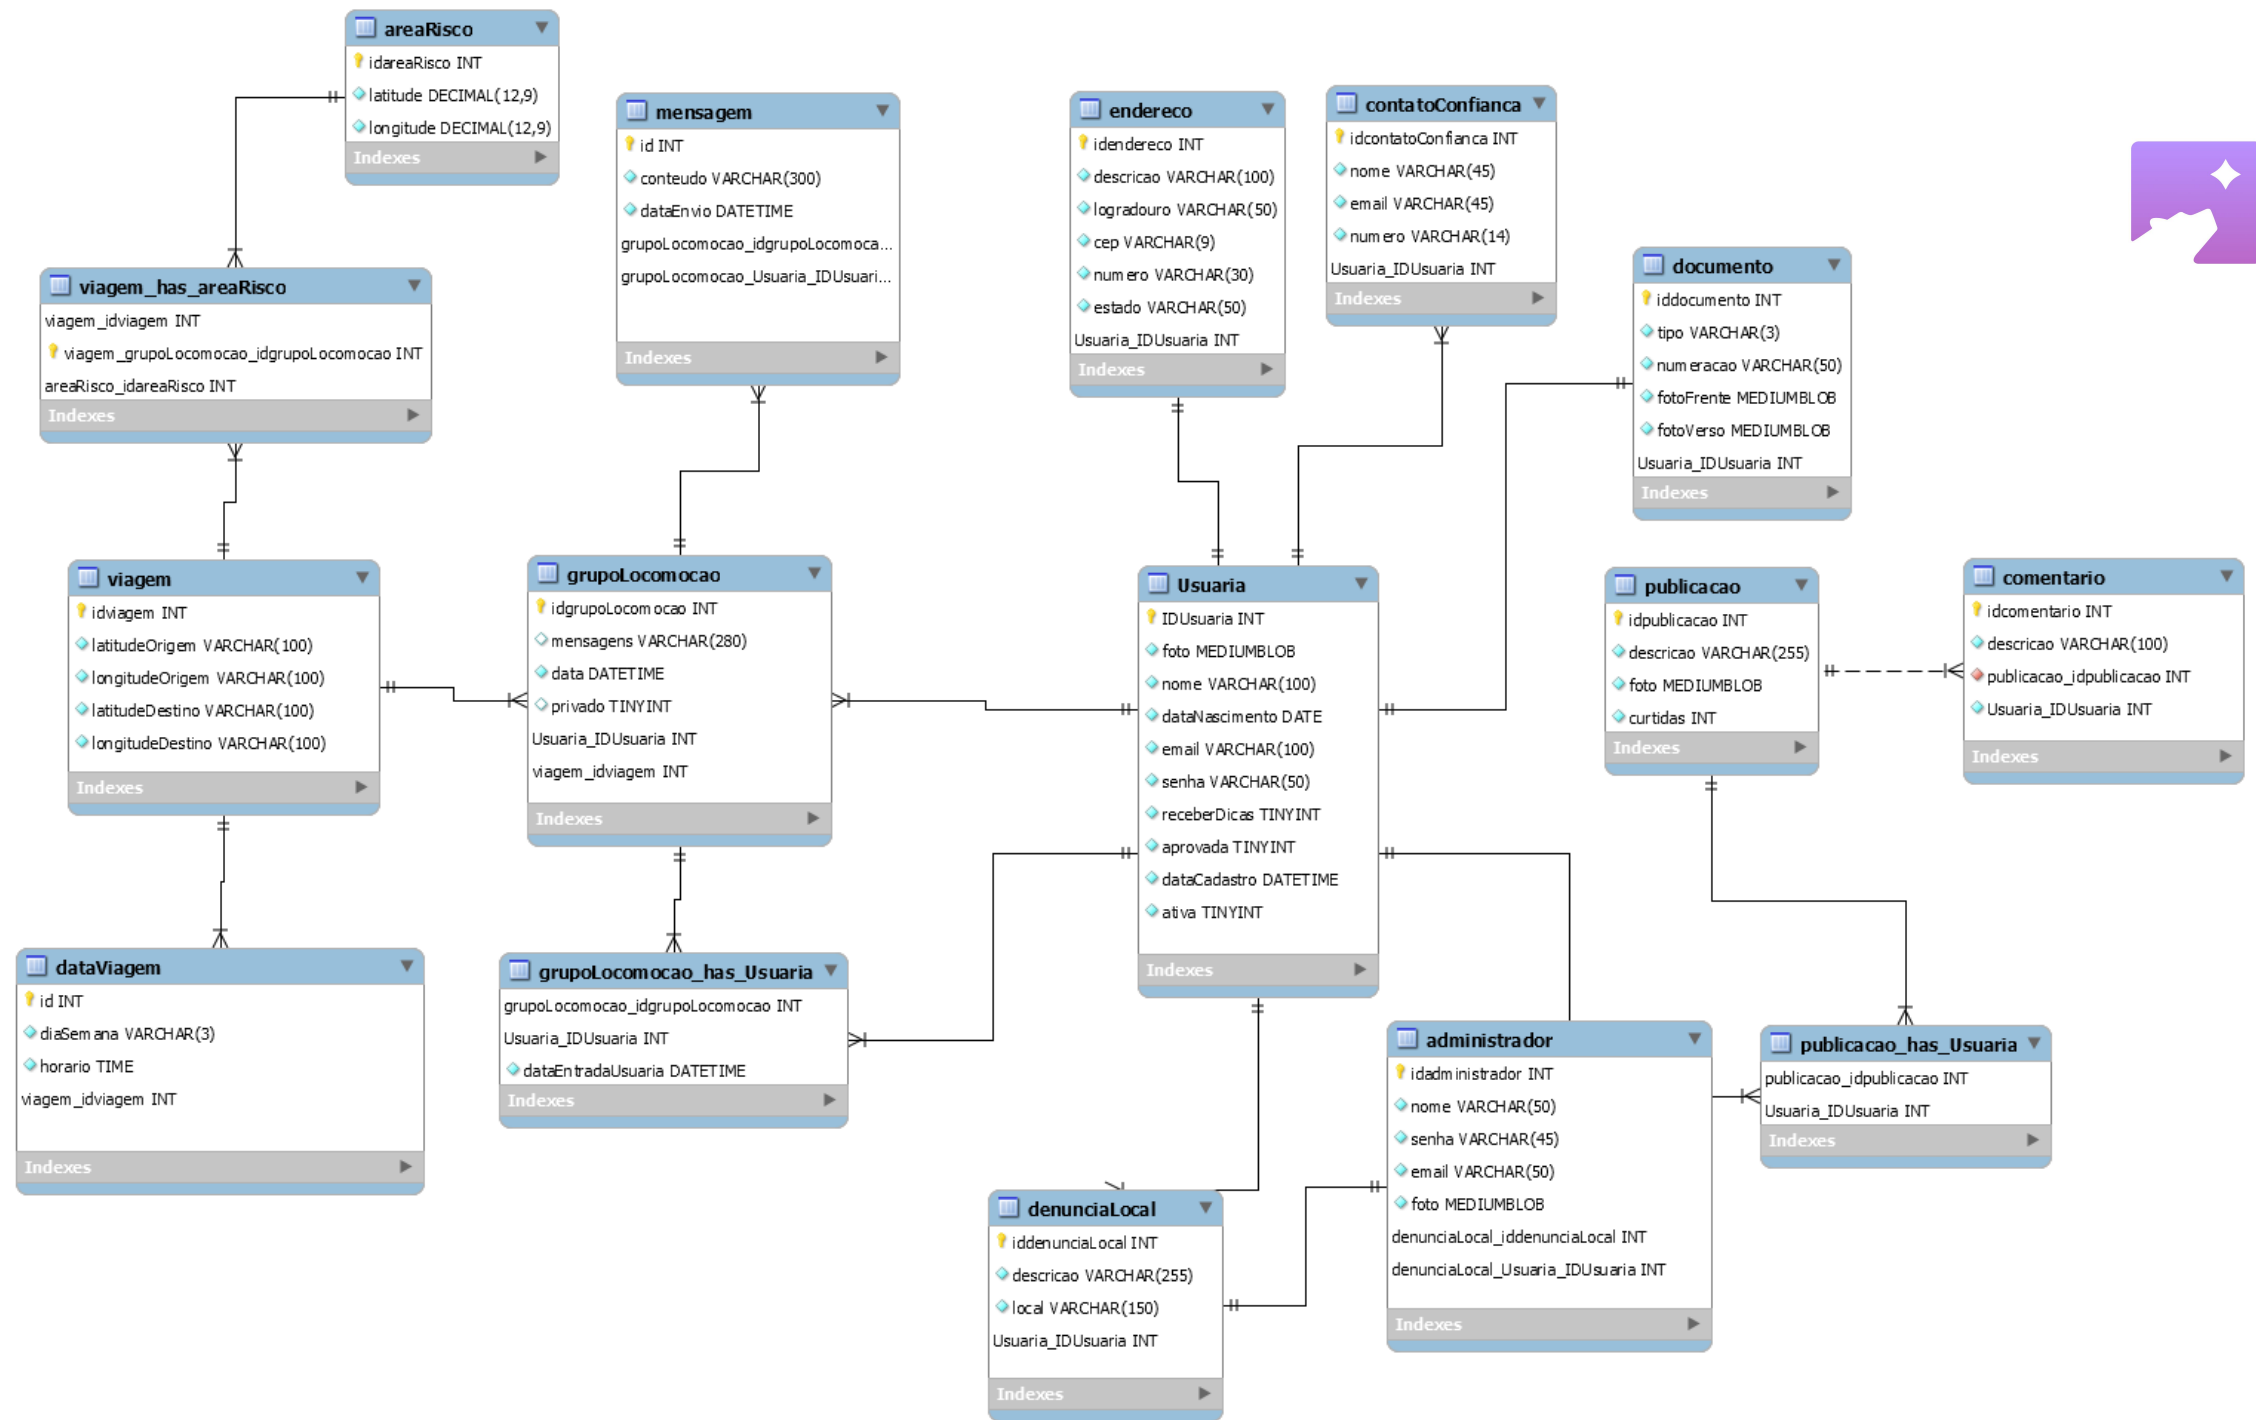 areaRisco
idareaRisco INT
latitude DECIMAL(12,9)
longitude DECIMAL(12,9)
Indexes
mensagem
id INT
conteudo VARCHAR(300)
dataEnvio DATETIME
grupoLocomocao_idgrupoLocomoca...
grupoLocomocao_Usuaria_IDUsuari...
Indexes
endereco
idendereco INT
descricao VARCHAR(100)
logradouro VARCHAR(50)
cep VARCHAR(9)
numero VARCHAR(30)
estado VARCHAR(50)
Usuaria_IDUsuaria INT
Indexes
contatoConfianca
idcontatoConfianca INT
nome VARCHAR(45)
email VARCHAR(45)
numero VARCHAR(14)
Usuaria_IDUsuaria INT
Indexes
documento
iddocumento INT
tipo VARCHAR(3)
numeracao VARCHAR(50)
fotoFrente MEDIUMBLOB
fotoVerso MEDIUMBLOB
Usuaria_IDUsuaria INT
Indexes
viagem_has_areaRisco
viagem_idviagem INT
viagem_grupoLocomocao_idgrupoLocomocao INT
areaRisco_idareaRisco INT
Indexes
viagem
idviagem INT
latitudeOrigem VARCHAR(100)
longitudeOrigem VARCHAR(100)
latitudeDestino VARCHAR(100)
longitudeDestino VARCHAR(100)
Indexes
grupoLocomocao
idgrupoLocomocao INT
mensagens VARCHAR(280)
data DATETIME
privado TINYINT
Usuaria_IDUsuaria INT
viagem_idviagem INT
Indexes
Usuaria
IDUsuaria INT
foto MEDIUMBLOB
nome VARCHAR(100)
dataNascimento DATE
email VARCHAR(100)
senha VARCHAR(50)
receberDicas TINYINT
aprovada TINYINT
dataCadastro DATETIME
ativa TINYINT
Indexes
publicacao
idpublicacao INT
descricao VARCHAR(255)
foto MEDIUMBLOB
curtidas INT
Indexes
comentario
idcomentario INT
descricao VARCHAR(100)
publicacao_idpublicacao INT
Usuaria_IDUsuaria INT
Indexes
dataViagem
id INT
diaSemana VARCHAR(3)
horario TIME
viagem_idviagem INT
Indexes
grupoLocomocao_has_Usuaria
grupoLocomocao_idgrupoLocomocao INT
Usuaria_IDUsuaria INT
dataEntradaUsuaria DATETIME
Indexes
denunciaLocal
iddenunciaLocal INT
descricao VARCHAR(255)
local VARCHAR(150)
Usuaria_IDUsuaria INT
Indexes
administrador
idadministrador INT
nome VARCHAR(50)
senha VARCHAR(45)
email VARCHAR(50)
foto MEDIUMBLOB
denunciaLocal_iddenunciaLocal INT
denunciaLocal_Usuaria_IDUsuaria INT
Indexes
publicacao_has_Usuaria
publicacao_idpublicacao INT
Usuaria_IDUsuaria INT
Indexes